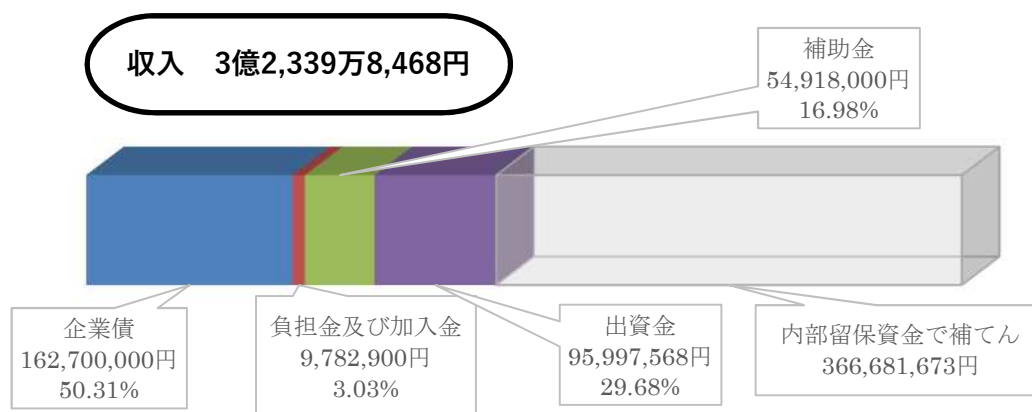 収入　3億2,339万8,468円
補助金
54,918,000円
16.98%
企業債
162,700,000円
50.31%
負担金及び加入金
9,782,900円
3.03%
出資金
95,997,568円
29.68%
内部留保資金で補てん
366,681,673円